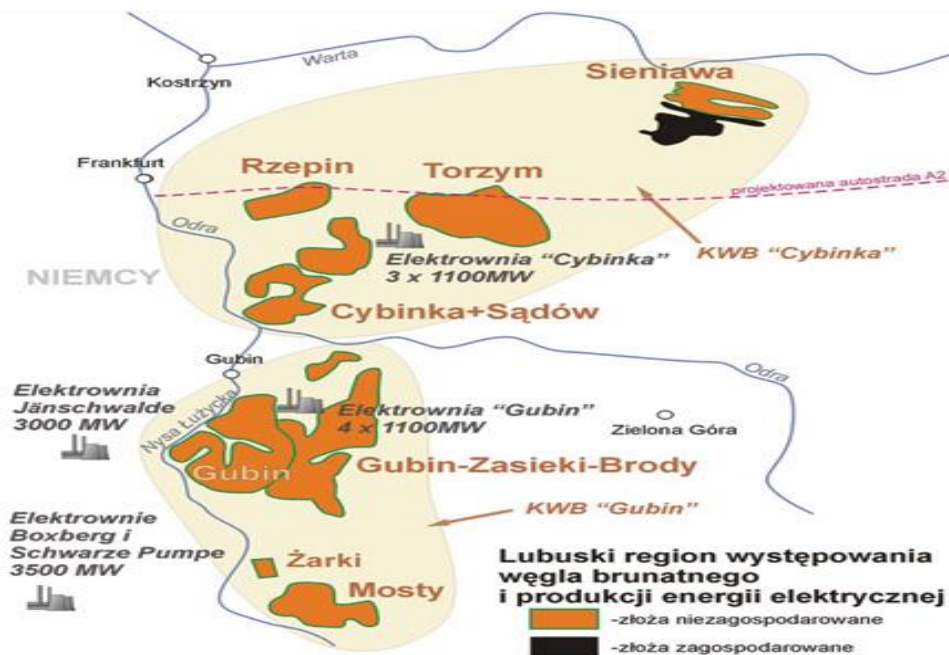 Kostrzyn
Warta
Sieniawa
Frankfurt
Rzepin
Torzym
projektowana autostrada A2
Odra
Elektrownia “Cybinka”
3 x 1100MW
KWB “Cybinka”
NIEMCY
Cybinka+Sądów
Gubin
Odra
Elektrownia
Jänschwalde
3000 MW
Nysa Łużycka
Elektrownia “Gubin”
4 x 1100MW
Zielona Góra
Gubin
Gubin-Zasieki-Brody
KWB “Gubin”
Elektrownie
Boxberg i
Schwarze Pumpe
3500 MW
Żarki
Mosty
Lubuski region występowania
węgla brunatnego
i produkcji energii elektrycznej
-złoża niezagospodarowane
-złoża zagospodarowane